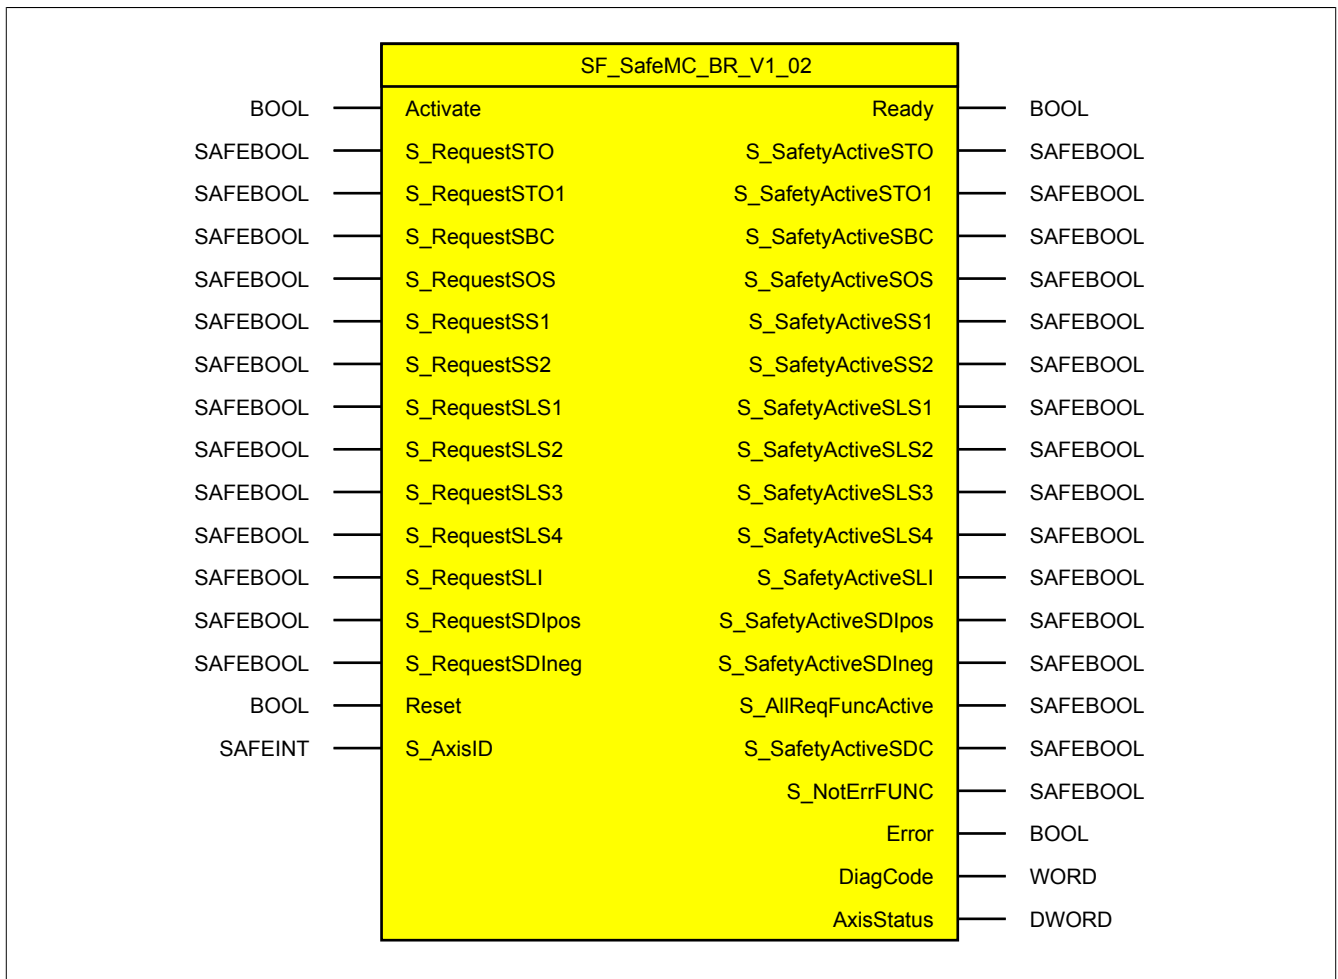 SF_SafeMC_BR_V1_02
BOOL Activate Ready BOOL
SAFEBOOL S_RequestSTO S_SafetyActiveSTO SAFEBOOL
SAFEBOOL S_RequestSTO1 S_SafetyActiveSTO1 SAFEBOOL
SAFEBOOL S_RequestSBC S_SafetyActiveSBC SAFEBOOL
SAFEBOOL S_RequestSOS S_SafetyActiveSOS SAFEBOOL
SAFEBOOL S_RequestSS1 S_SafetyActiveSS1 SAFEBOOL
SAFEBOOL S_RequestSS2 S_SafetyActiveSS2 SAFEBOOL
SAFEBOOL S_RequestSLS1 S_SafetyActiveSLS1 SAFEBOOL
SAFEBOOL S_RequestSLS2 S_SafetyActiveSLS2 SAFEBOOL
SAFEBOOL S_RequestSLS3 S_SafetyActiveSLS3 SAFEBOOL
SAFEBOOL S_RequestSLS4 S_SafetyActiveSLS4 SAFEBOOL
SAFEBOOL S_RequestSLI S_SafetyActiveSLI SAFEBOOL
SAFEBOOL S_RequestSDIpos S_SafetyActiveSDIpos SAFEBOOL
SAFEBOOL S_RequestSDIneg S_SafetyActiveSDIneg SAFEBOOL
BOOL Reset S_AllReqFuncActive SAFEBOOL
SAFEINT S_AxisID S_SafetyActiveSDC SAFEBOOL
S_NotErrFUNC SAFEBOOL
Error BOOL
DiagCode WORD
AxisStatus DWORD